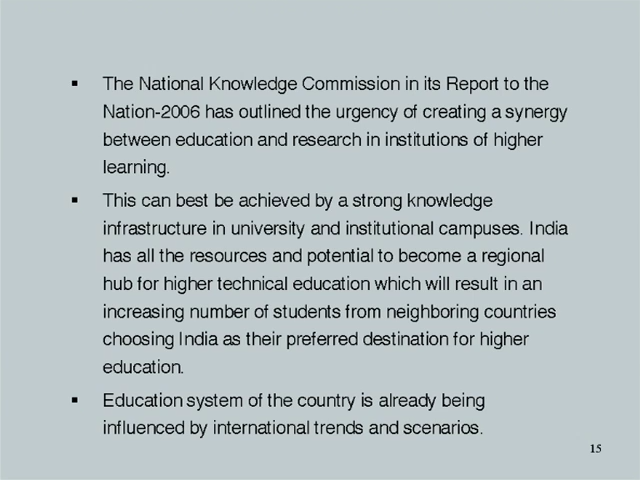 ▪ The National Knowledge Commission in its Report to the
Nation-2006 has outlined the urgency of creating a synergy
between education and research in institutions of higher
learning.
▪ This can best be achieved by a strong knowledge
infrastructure in university and institutional campuses. India
has all the resources and potential to become a regional
hub for higher technical education which will result in an
increasing number of students from neighboring countries
choosing India as their preferred destination for higher
education.
▪ Education system of the country is already being
influenced by international trends and scenarios.
15